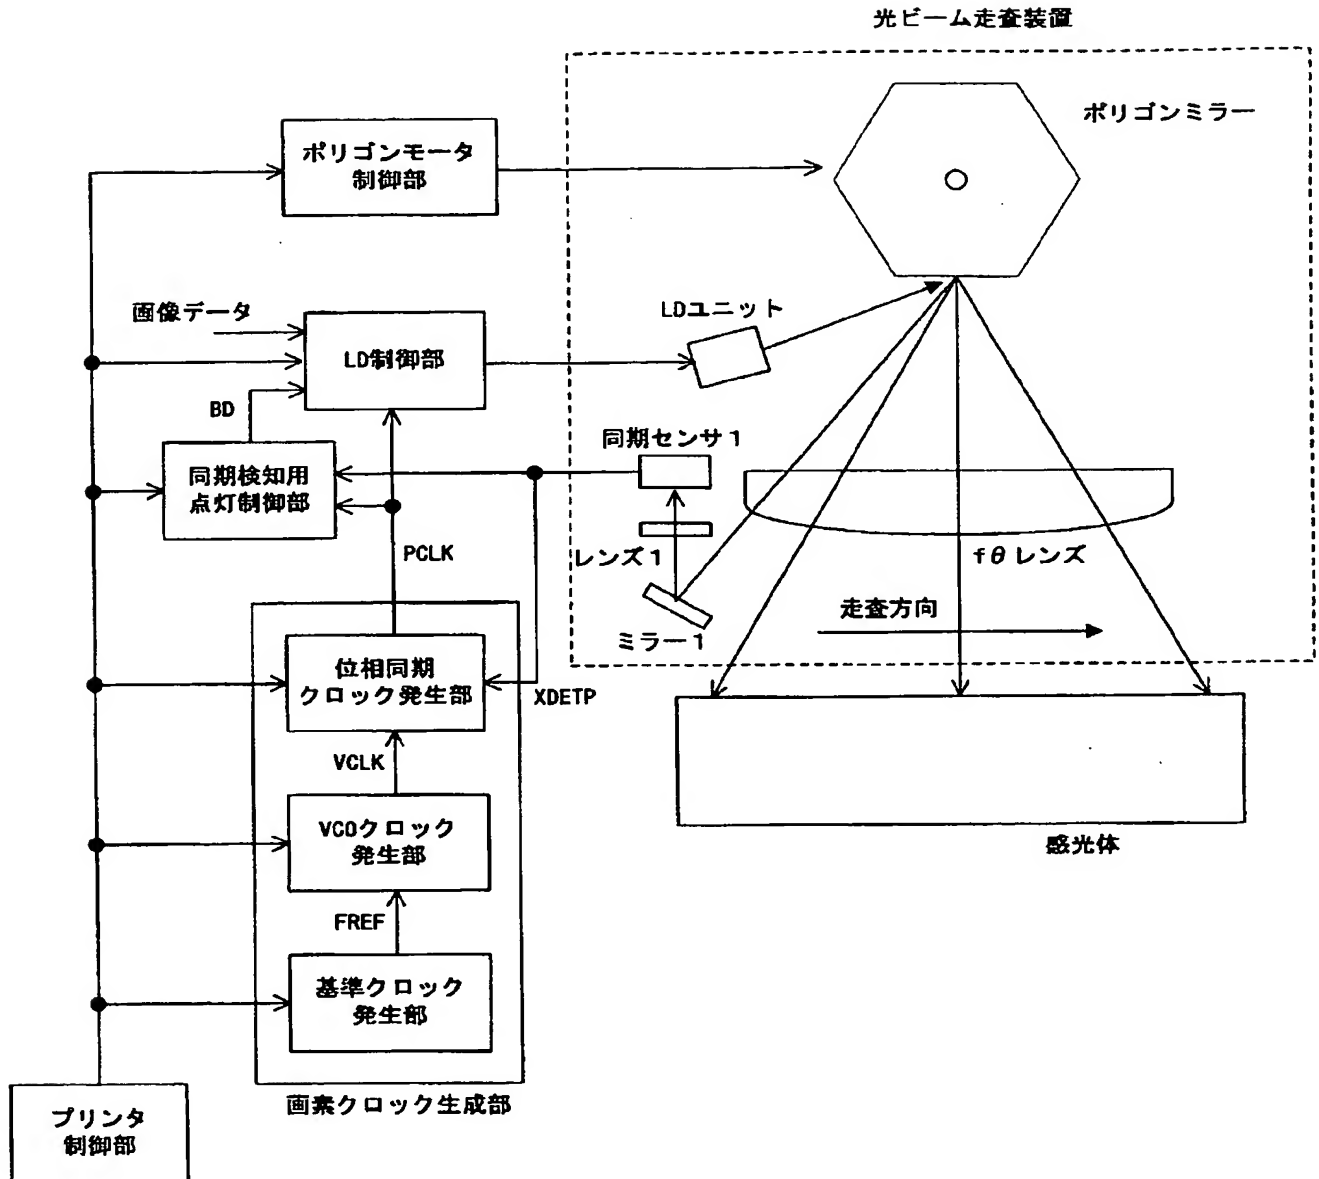 光ビーム走査装置
ポリゴンミラー
ポリゴンモータ
制御部
画像データ
LDユニット
LD制御部
BD
同期センサ1
同期検知用
点灯制御部
PCLK
レンズ1
fθレンズ
走査方向
ミラー1
位相同期
クロック発生部
XDETP
VCLK
VCOクロック
発生部
感光体
FREF
基準クロック
発生部
画素クロック生成部
プリンタ
制御部